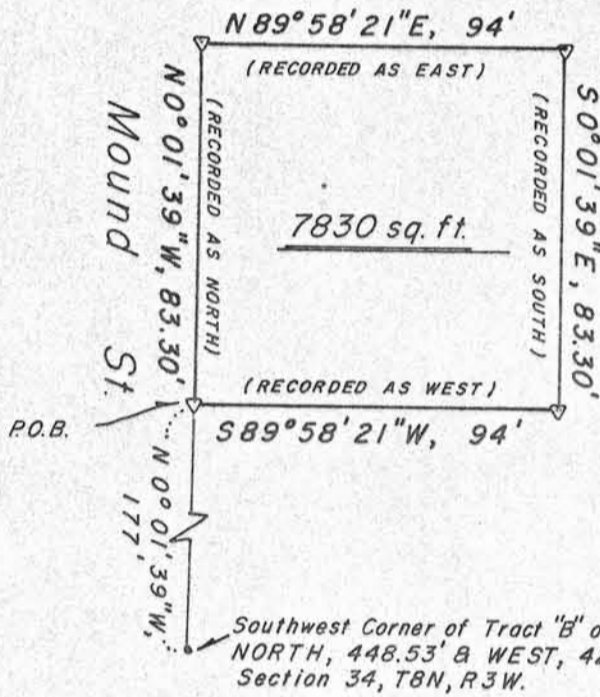 N 89° 58' 21" E, 94'
(RECORDED AS EAST)
S 0° 01' 39" E, 83.30'
(RECORDED AS SOUTH)
7830 sq. ft.
(RECORDED AS NORTH)
N 0° 01' 39" W, 83.30'
Mound St.
(RECORDED AS WEST)
S 89° 58' 21" W, 94'
P.O.B.
N 0° 01' 39" W,
177'
Southwest Corner of Tract "B"
NORTH, 448.53' & WEST,
Section 34, T8N, R3W.